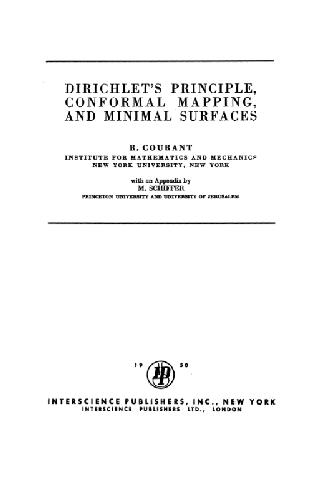 DIRICHLET'S PRINCIPLE,
CONFORMAL MAPPING,
AND MINIMAL SURFACES
R. COURANT
INSTITUTE FOR MATHEMATICS AND MECHANICS
NEW YORK UNIVERSITY, NEW YORK
with an Appendix by
M. SCHIFFER
PRINCETON UNIVERSITY AND UNIVERSITY OF JERUSALEM
19 50
INTERSCIENCE PUBLISHERS, INC., NEW YORK
INTERSCIENCE PUBLISHERS LTD., LONDON